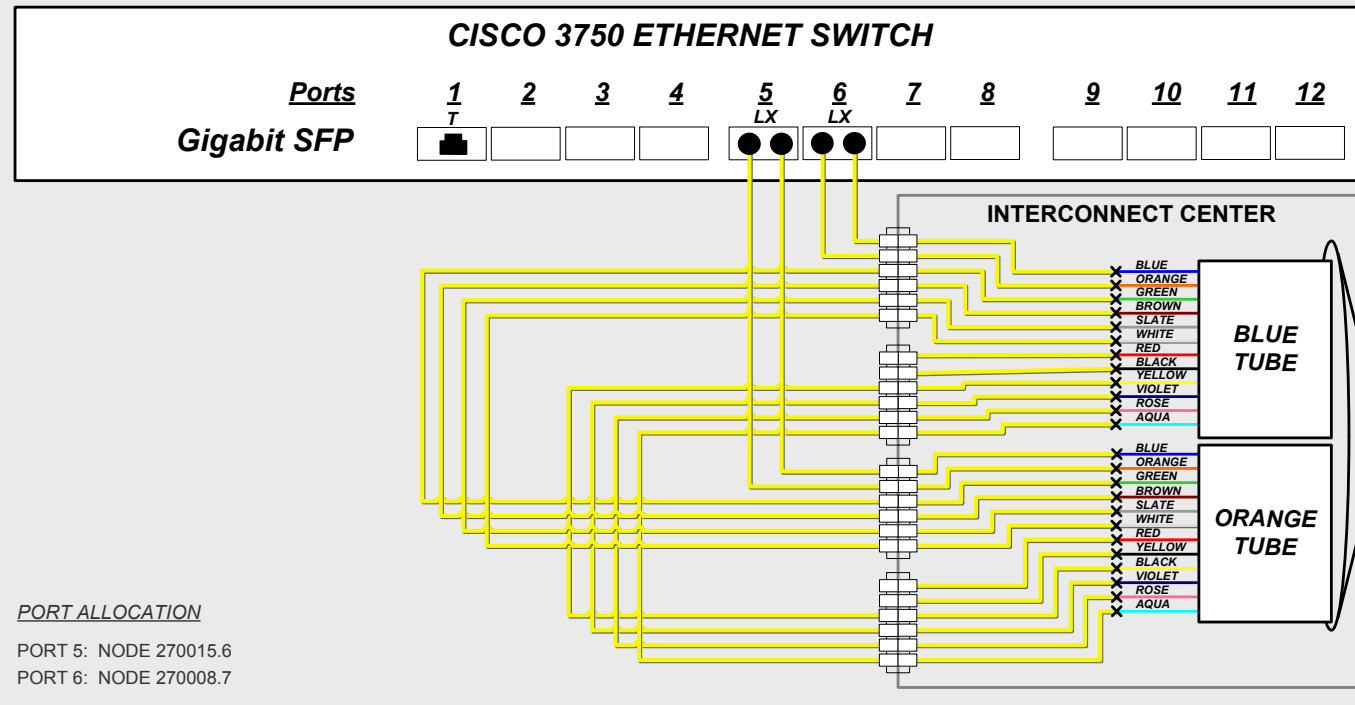 CISCO 3750 ETHERNET SWITCH
Ports 1 2 3 4 5 6 7 8 9 10 11 12
T LX LX
Gigabit SFP
INTERCONNECT CENTER
BLUE
ORANGE
GREEN
BROWN
SLATE
WHITE
RED
BLACK
YELLOW
VIOLET
ROSE
AQUA
BLUE
TUBE
BLUE
ORANGE
GREEN
BROWN
SLATE
WHITE
RED
YELLOW
BLACK
VIOLET
ROSE
AQUA
ORANGE
TUBE
PORT ALLOCATION
PORT 5: NODE 270015.6
PORT 6: NODE 270008.7